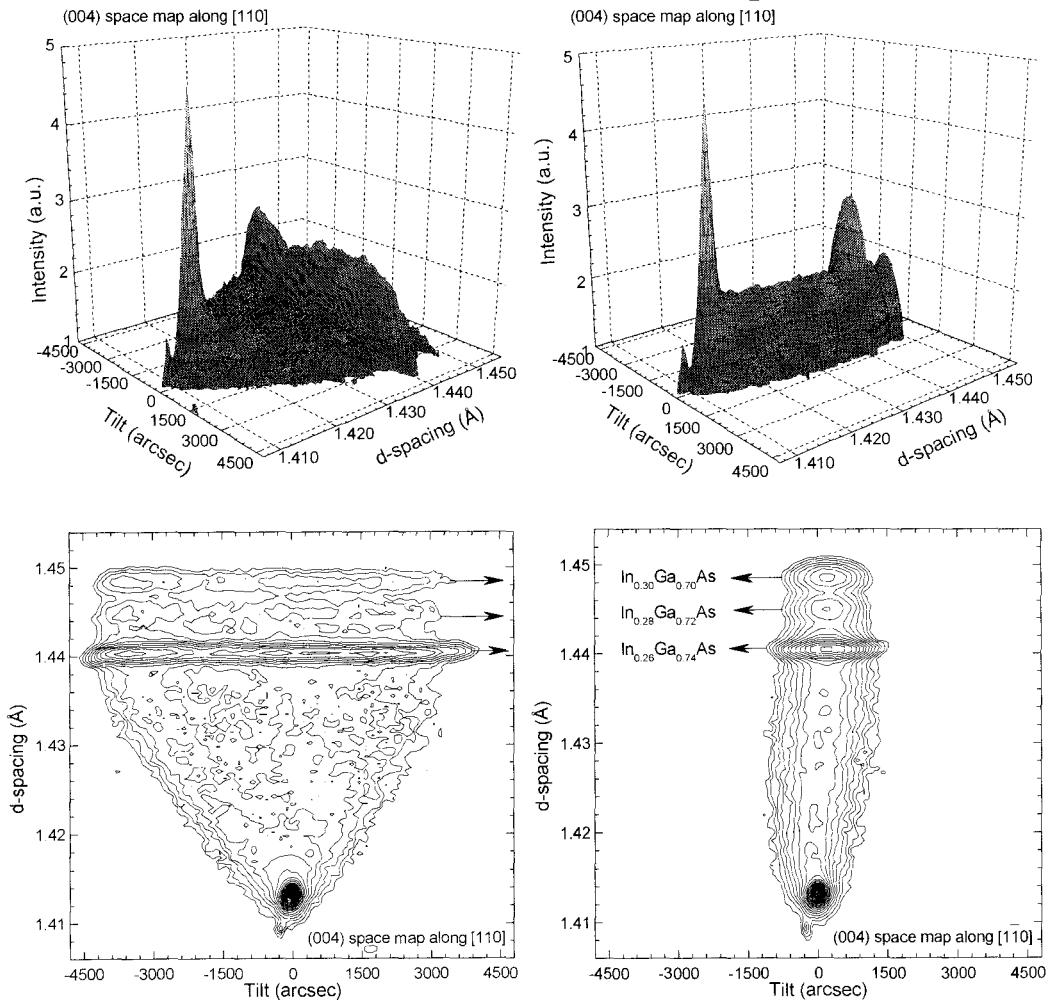 (004) space map along [110]
5
4
3
2
1
Intensity (a.u.)
-4500
-3000
-1500
0
1500
3000
4500
Tilt (arcsec)
1.410
1.420
1.430
1.440
1.450
d-spacing (Å)
(004) space map along [11̄0]
5
4
3
2
1
Intensity (a.u.)
-4500
-3000
-1500
0
1500
3000
4500
Tilt (arcsec)
1.410
1.420
1.430
1.440
1.450
d-spacing (Å)
1.45
1.44
1.43
1.42
1.41
d-spacing (Å)
(004) space map along [110]
-4500 -3000 -1500 0 1500 3000 4500
Tilt (arcsec)
1.45
1.44
1.43
1.42
1.41
d-spacing (Å)
In0.30Ga0.70As
In0.28Ga0.72As
In0.26Ga0.74As
(004) space map along [11̄0]
-4500 -3000 -1500 0 1500 3000 4500
Tilt (arcsec)